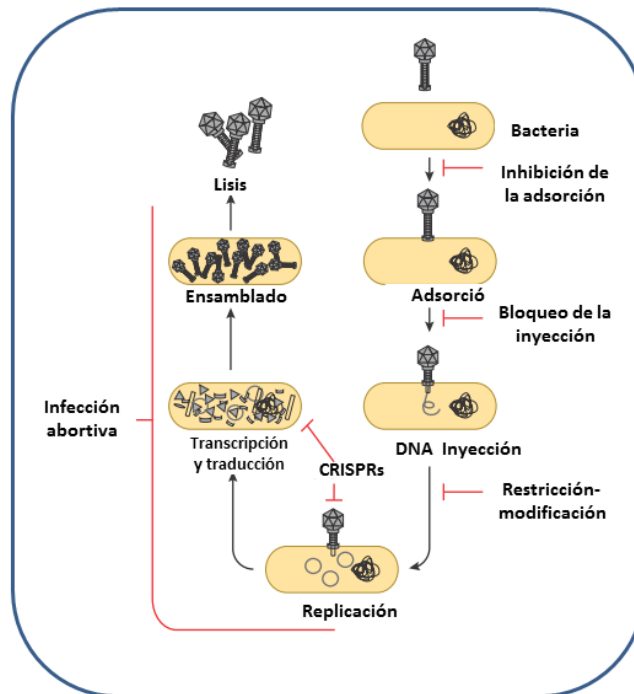 Bacteria
Inhibición de
la adsorción
Adsorció
Bloqueo de la
inyección
DNA Inyección
Restricción-
modificación
Replicación
CRISPRs
Transcripción
y traducción
Ensamblado
Lisis
Infección
abortiva